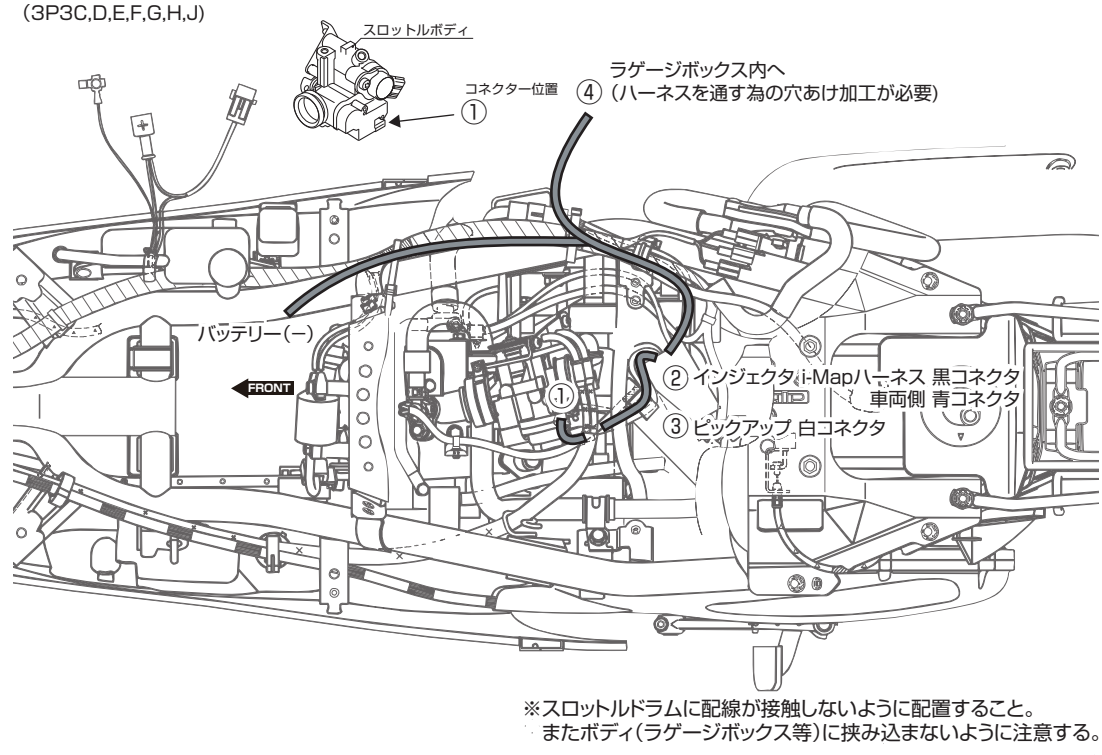 (3P3C,D,E,F,G,H,J)
スロットルボディ
コネクター位置
①
④ ラゲージボックス内へ
(ハーネスを通す為の穴あけ加工が必要)
バッテリー(−)
FRONT
①
② インジェクタ i-Mapハーネス 黒コネクタ
車両側 青コネクタ
③ ピックアップ 白コネクタ
※スロットルドラムに配線が接触しないように配置すること。
またボディ(ラゲージボックス等)に挟み込まないように注意する。